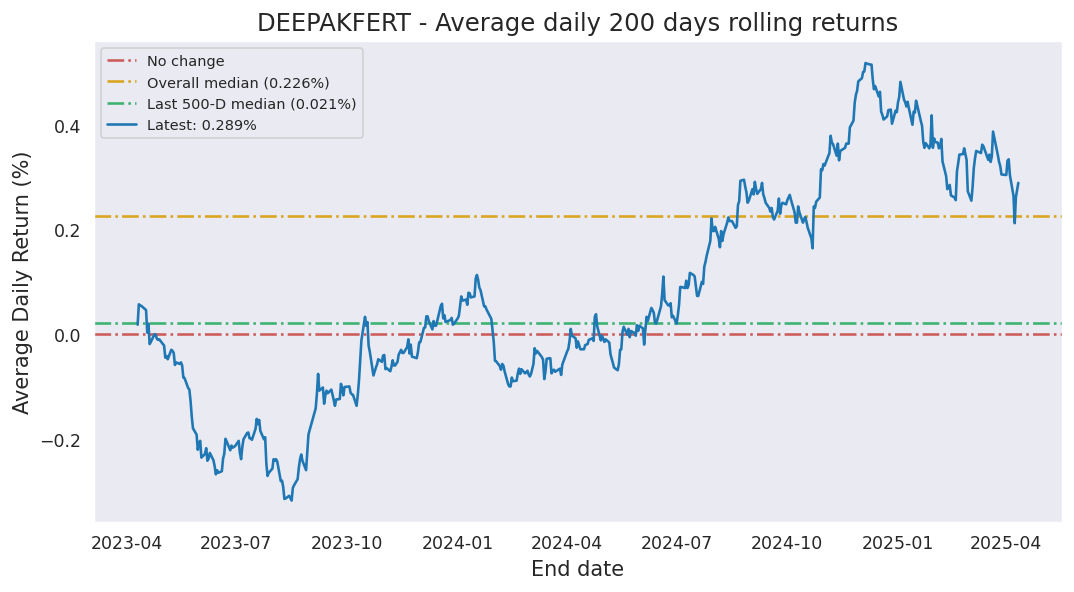 DEEPAKFERT - Average daily 200 days rolling returns
No change
Overall median (0.226%)
Last 500-D median (0.021%)
Latest: 0.289%
Average Daily Return (%)
0.4
0.2
0.0
−0.2
2023-04 2023-07 2023-10 2024-01 2024-04 2024-07 2024-10 2025-01 2025-04
End date